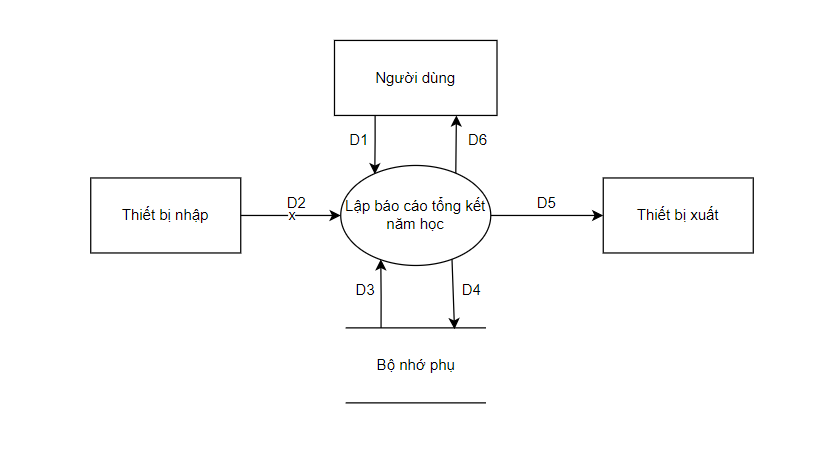 Người dùng
D1
D6
Thiết bị nhập
D2
x
Lập báo cáo tổng kết
năm học
D5
Thiết bị xuất
D3
D4
Bộ nhớ phụ